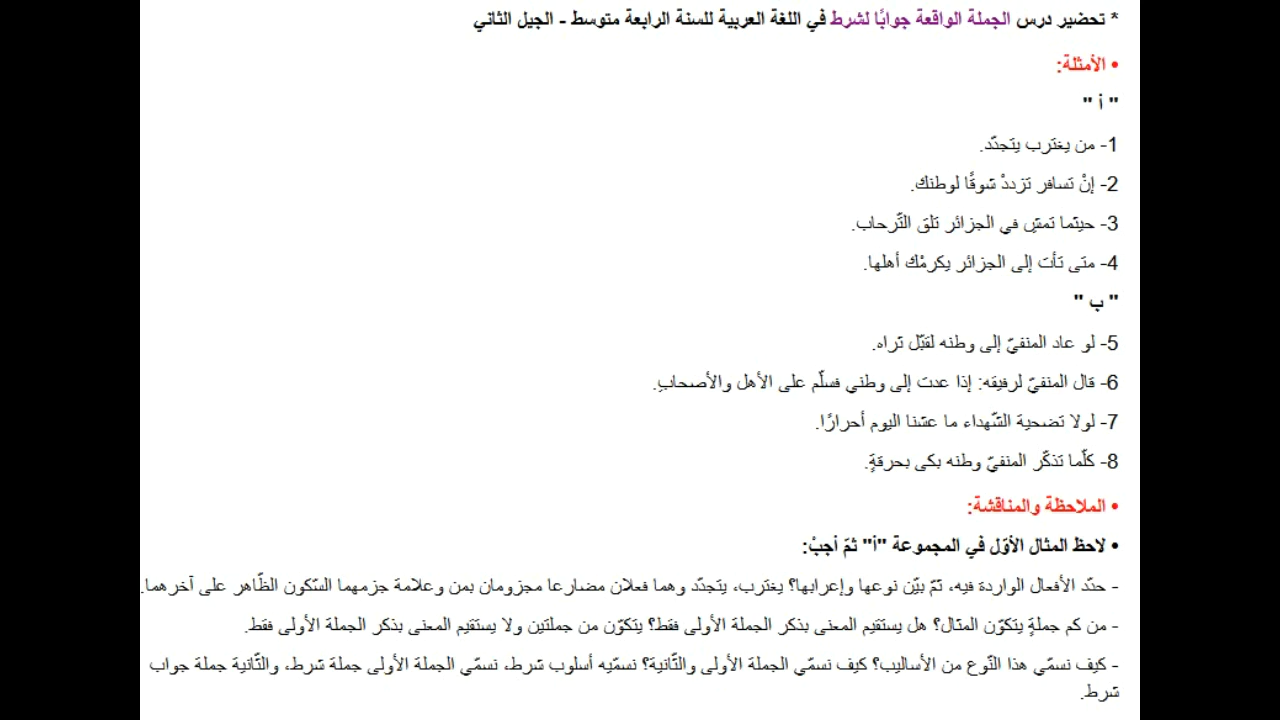 * تحضير درس الجملة الواقعة جوابًا لشرط في اللغة العربية للسنة الرابعة متوسط - الجيل الثاني
• الأمثلة:
" أ "
1- من يغترب يتجدّد.
2- إنْ تسافر تزددْ شوقًا لوطنك.
3- حيثما تمشِ في الجزائر تلق التّرحاب.
4- متى تأت إلى الجزائر يكرمْك أهلها.
" ب "
5- لو عاد المنفيّ إلى وطنه لقبّل ثراه.
6- قال المنفيّ لرفيقه: إذا عدت إلى وطني فسلّم على الأهل والأصحابِ.
7- لولا تضحية الشّهداء ما عشنا اليوم أحرارًا.
8- كلّما تذكّر المنفيّ وطنه بكى بحرقةٍ.
• الملاحظة والمناقشة:
• لاحظ المثال الأوّل في المجموعة "أ" ثمّ أجبْ:
- حدّد الأفعال الواردة فيه، ثمّ بيّن نوعها وإعرابها؟ يغترب، يتجدّد وهما فعلان مضارعا مجزومان بمن وعلامة جزمهما السّكون الظّاهر على آخرهما.
- من كم جملةٍ يتكوّن المثال؟ هل يستقيم المعنى بذكر الجملة الأولى فقط؟ يتكوّن من جملتين ولا يستقيم المعنى بذكر الجملة الأولى فقط.
- كيف نسمّي هذا النّوع من الأساليب؟ كيف نسمّي الجملة الأولى والثّانية؟ نسمّيه أسلوب شرط، نسمّي الجملة الأولى جملة شرط، والثّانية جملة جواب
شرط.